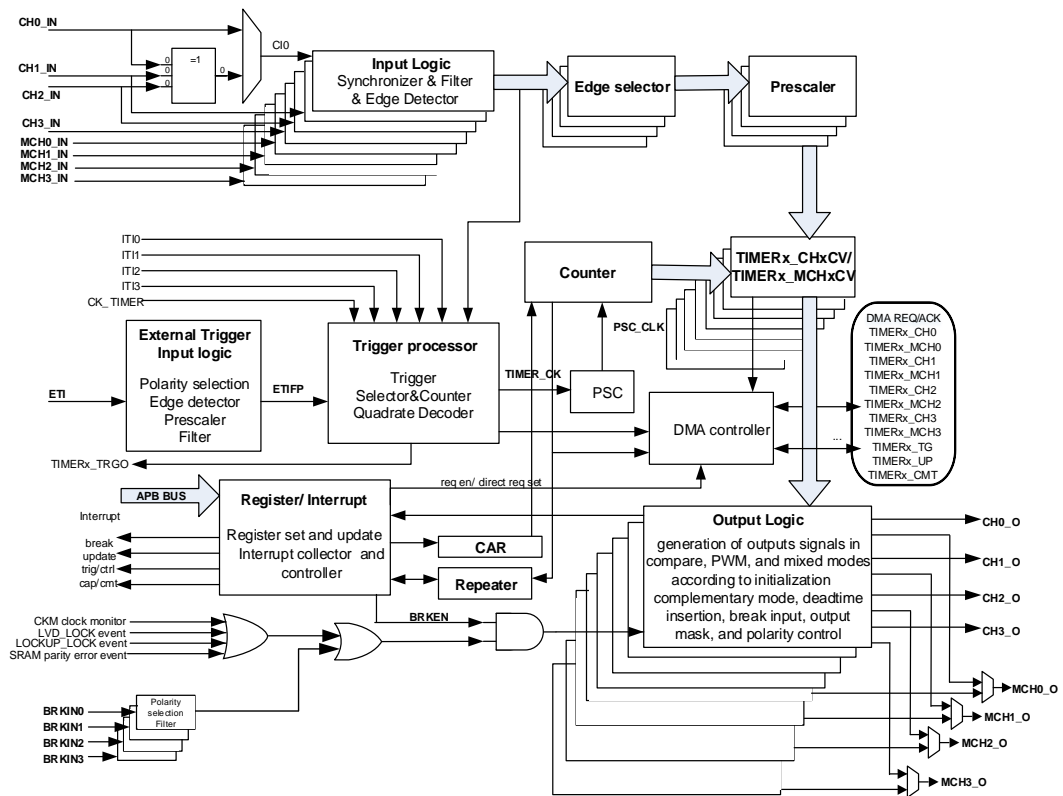 CH0_IN
CH1_IN
CH2_IN
CH3_IN
MCH0_IN
MCH1_IN
MCH2_IN
MCH3_IN
0
0
0
=1
0
CI0
Input Logic
Synchronizer & Filter
& Edge Detector
Edge selector
Prescaler
ITI0
ITI1
ITI2
ITI3
CK_TIMER
Counter
TIMERx_CHxCV/
TIMERx_MCHxCV
PSC_CLK
External Trigger
Input logic
Polarity selection
Edge detector
Prescaler
Filter
ETI
ETIFP
Trigger processor
Trigger
Selector&Counter
Quadrate Decoder
TIMER_CK
PSC
DMA controller
...
DMA REQ/ACK
TIMERx_CH0
TIMERx_MCH0
TIMERx_CH1
TIMERx_MCH1
TIMERx_CH2
TIMERx_MCH2
TIMERx_CH3
TIMERx_MCH3
TIMERx_TG
TIMERx_UP
TIMERx_CMT
TIMERx_TRGO
APB BUS
Interrupt
break
update
trig/ctrl
cap/cmt
Register/ Interrupt
Register set and update
Interrupt collector and
controller
req en/ direct req set
CAR
Repeater
BRKEN
Output Logic
generation of outputs signals in
compare, PWM, and mixed modes
according to initialization
complementary mode, deadtime
insertion, break input, output
mask, and polarity control
CH0_O
CH1_O
CH2_O
CH3_O
MCH0_O
MCH1_O
MCH2_O
MCH3_O
CKM clock monitor
LVD_LOCK event
LOCKUP_LOCK event
SRAM parity error event
BRKIN0
BRKIN1
BRKIN2
BRKIN3
Polarity
selection
Filter